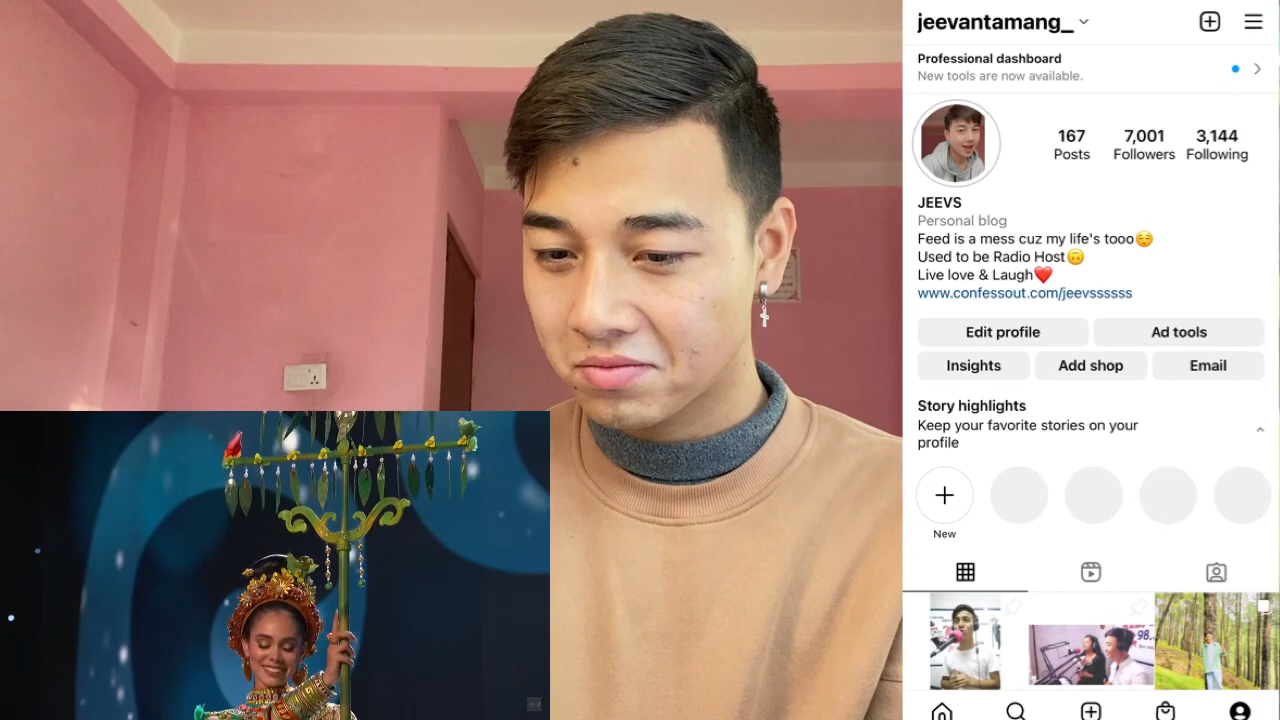 jeevantamang_
Professional dashboard
New tools are now available.
167
Posts
7,001
Followers
3,144
Following
JEEVS
Personal blog
Feed is a mess cuz my life's tooo😌
Used to be Radio Host🙃
Live love & Laugh❤️
www.confessout.com/jeevssssss
Edit profile
Ad tools
Insights
Add shop
Email
Story highlights
Keep your favorite stories on your
profile
New
98.